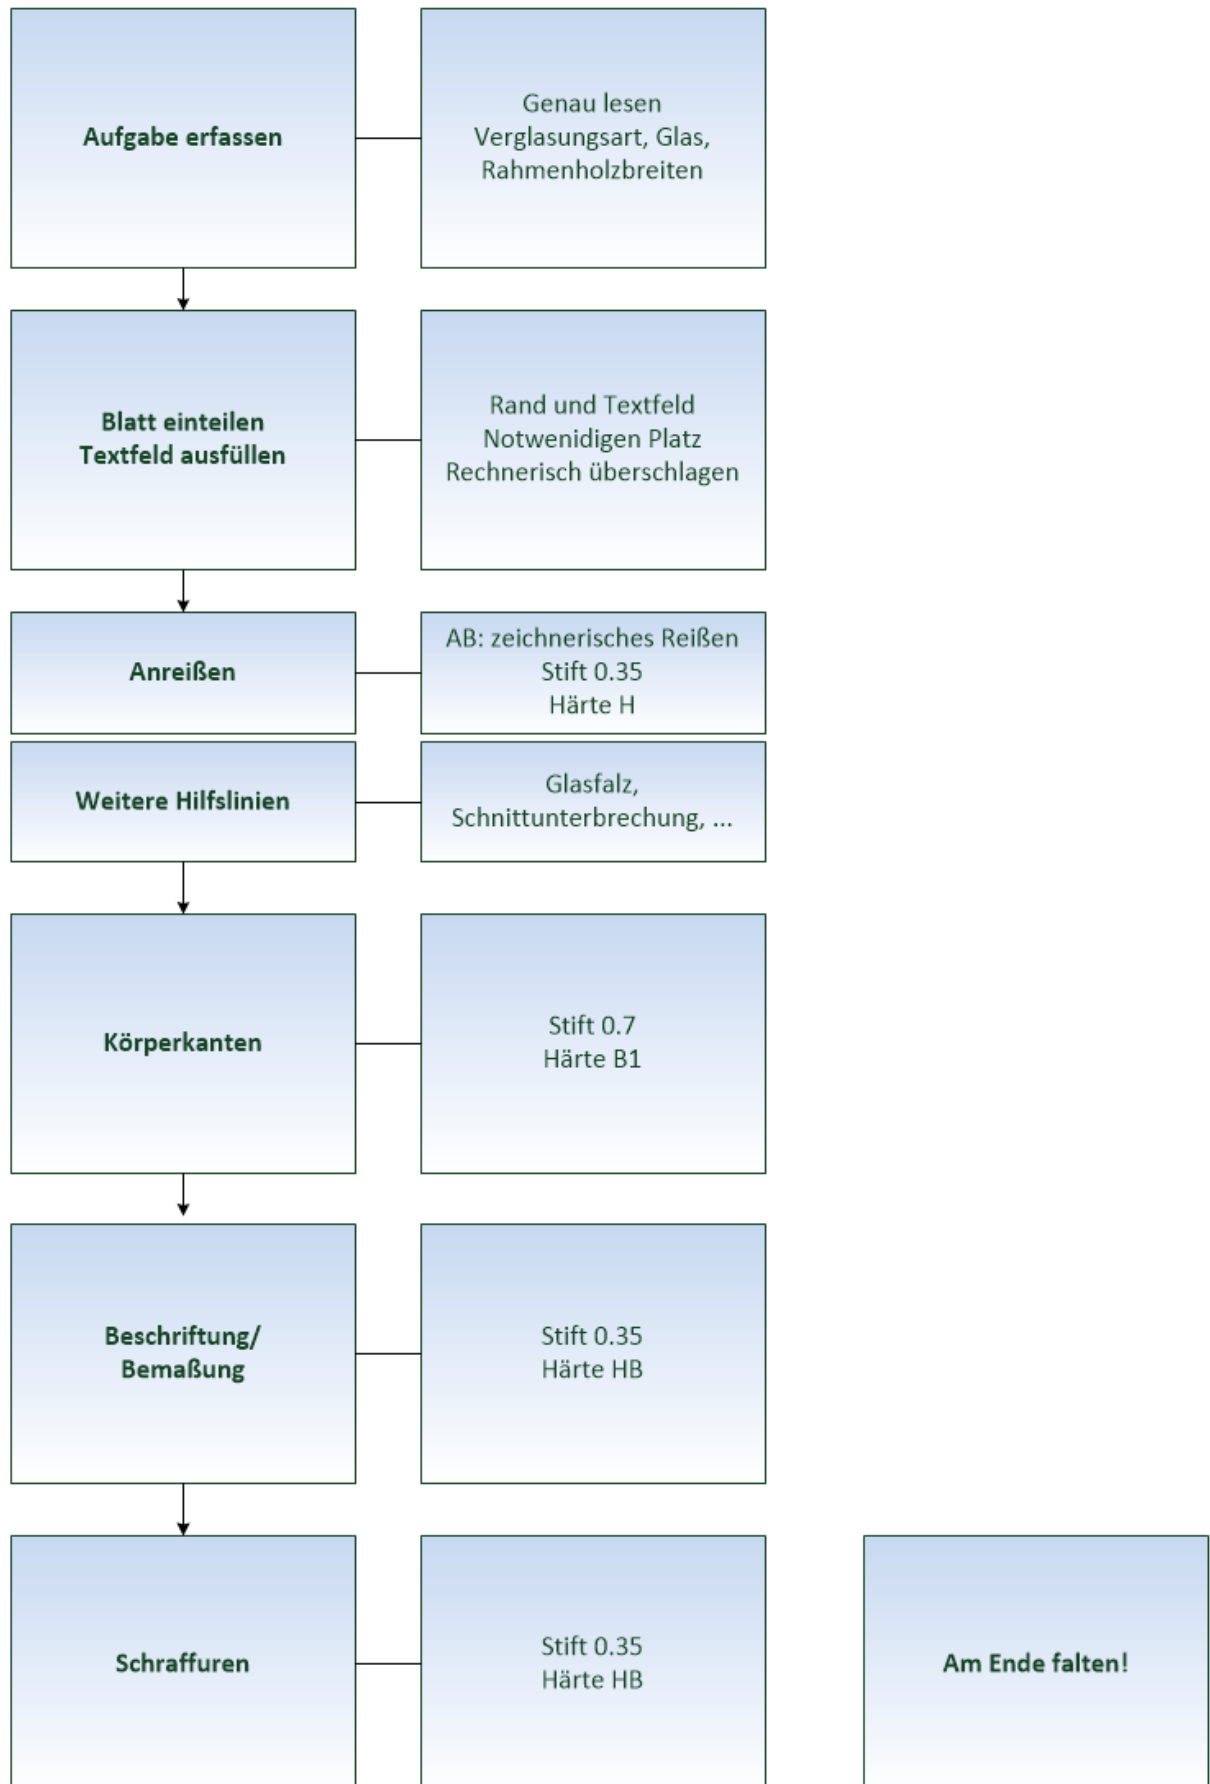 Aufgabe erfassen
Genau lesen
Verglasungsart, Glas,
Rahmenholzbreiten
Blatt einteilen
Textfeld ausfüllen
Rand und Textfeld
Notwenidigen Platz
Rechnerisch überschlagen
Anreißen
AB: zeichnerisches Reißen
Stift 0.35
Härte H
Weitere Hilfslinien
Glasfalz,
Schnittunterbrechung, ...
Körperkanten
Stift 0.7
Härte B1
Beschriftung/
Bemaßung
Stift 0.35
Härte HB
Schraffuren
Stift 0.35
Härte HB
Am Ende falten!